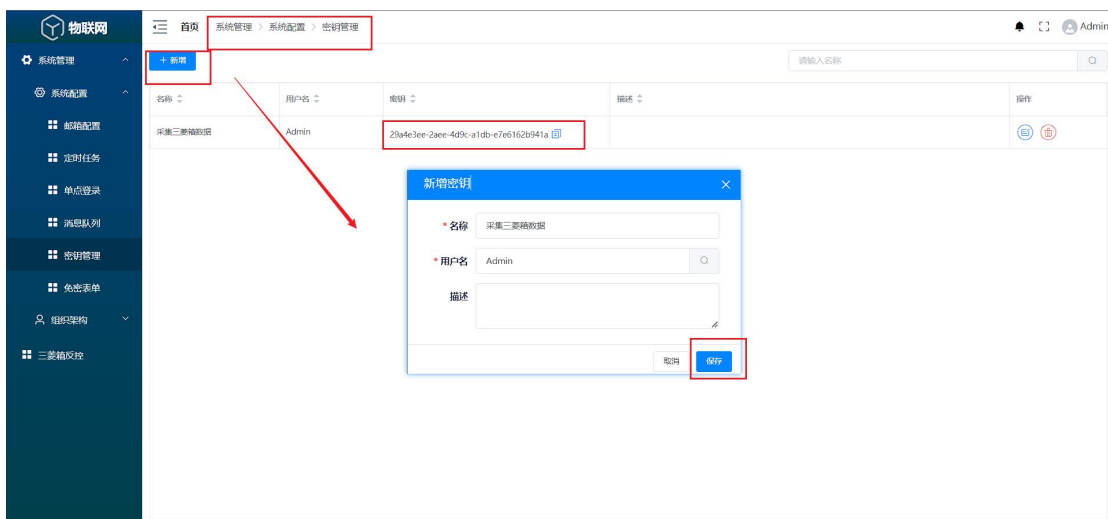 物联网
首页 系统管理 > 系统配置 > 密钥管理
Admin
系统管理
+ 新增
请输入名称
系统配置
名称 用户名 密钥 描述 操作
邮箱配置
采集三菱箱数据 Admin 29a4e3ee-2aee-4d9c-a1db-e7e6162b941a
定时任务
单点登录
消息队列
密钥管理
免密表单
组织架构
三菱箱反控
新增密钥
* 名称 采集三菱箱数据
* 用户名 Admin
描述
取消 保存